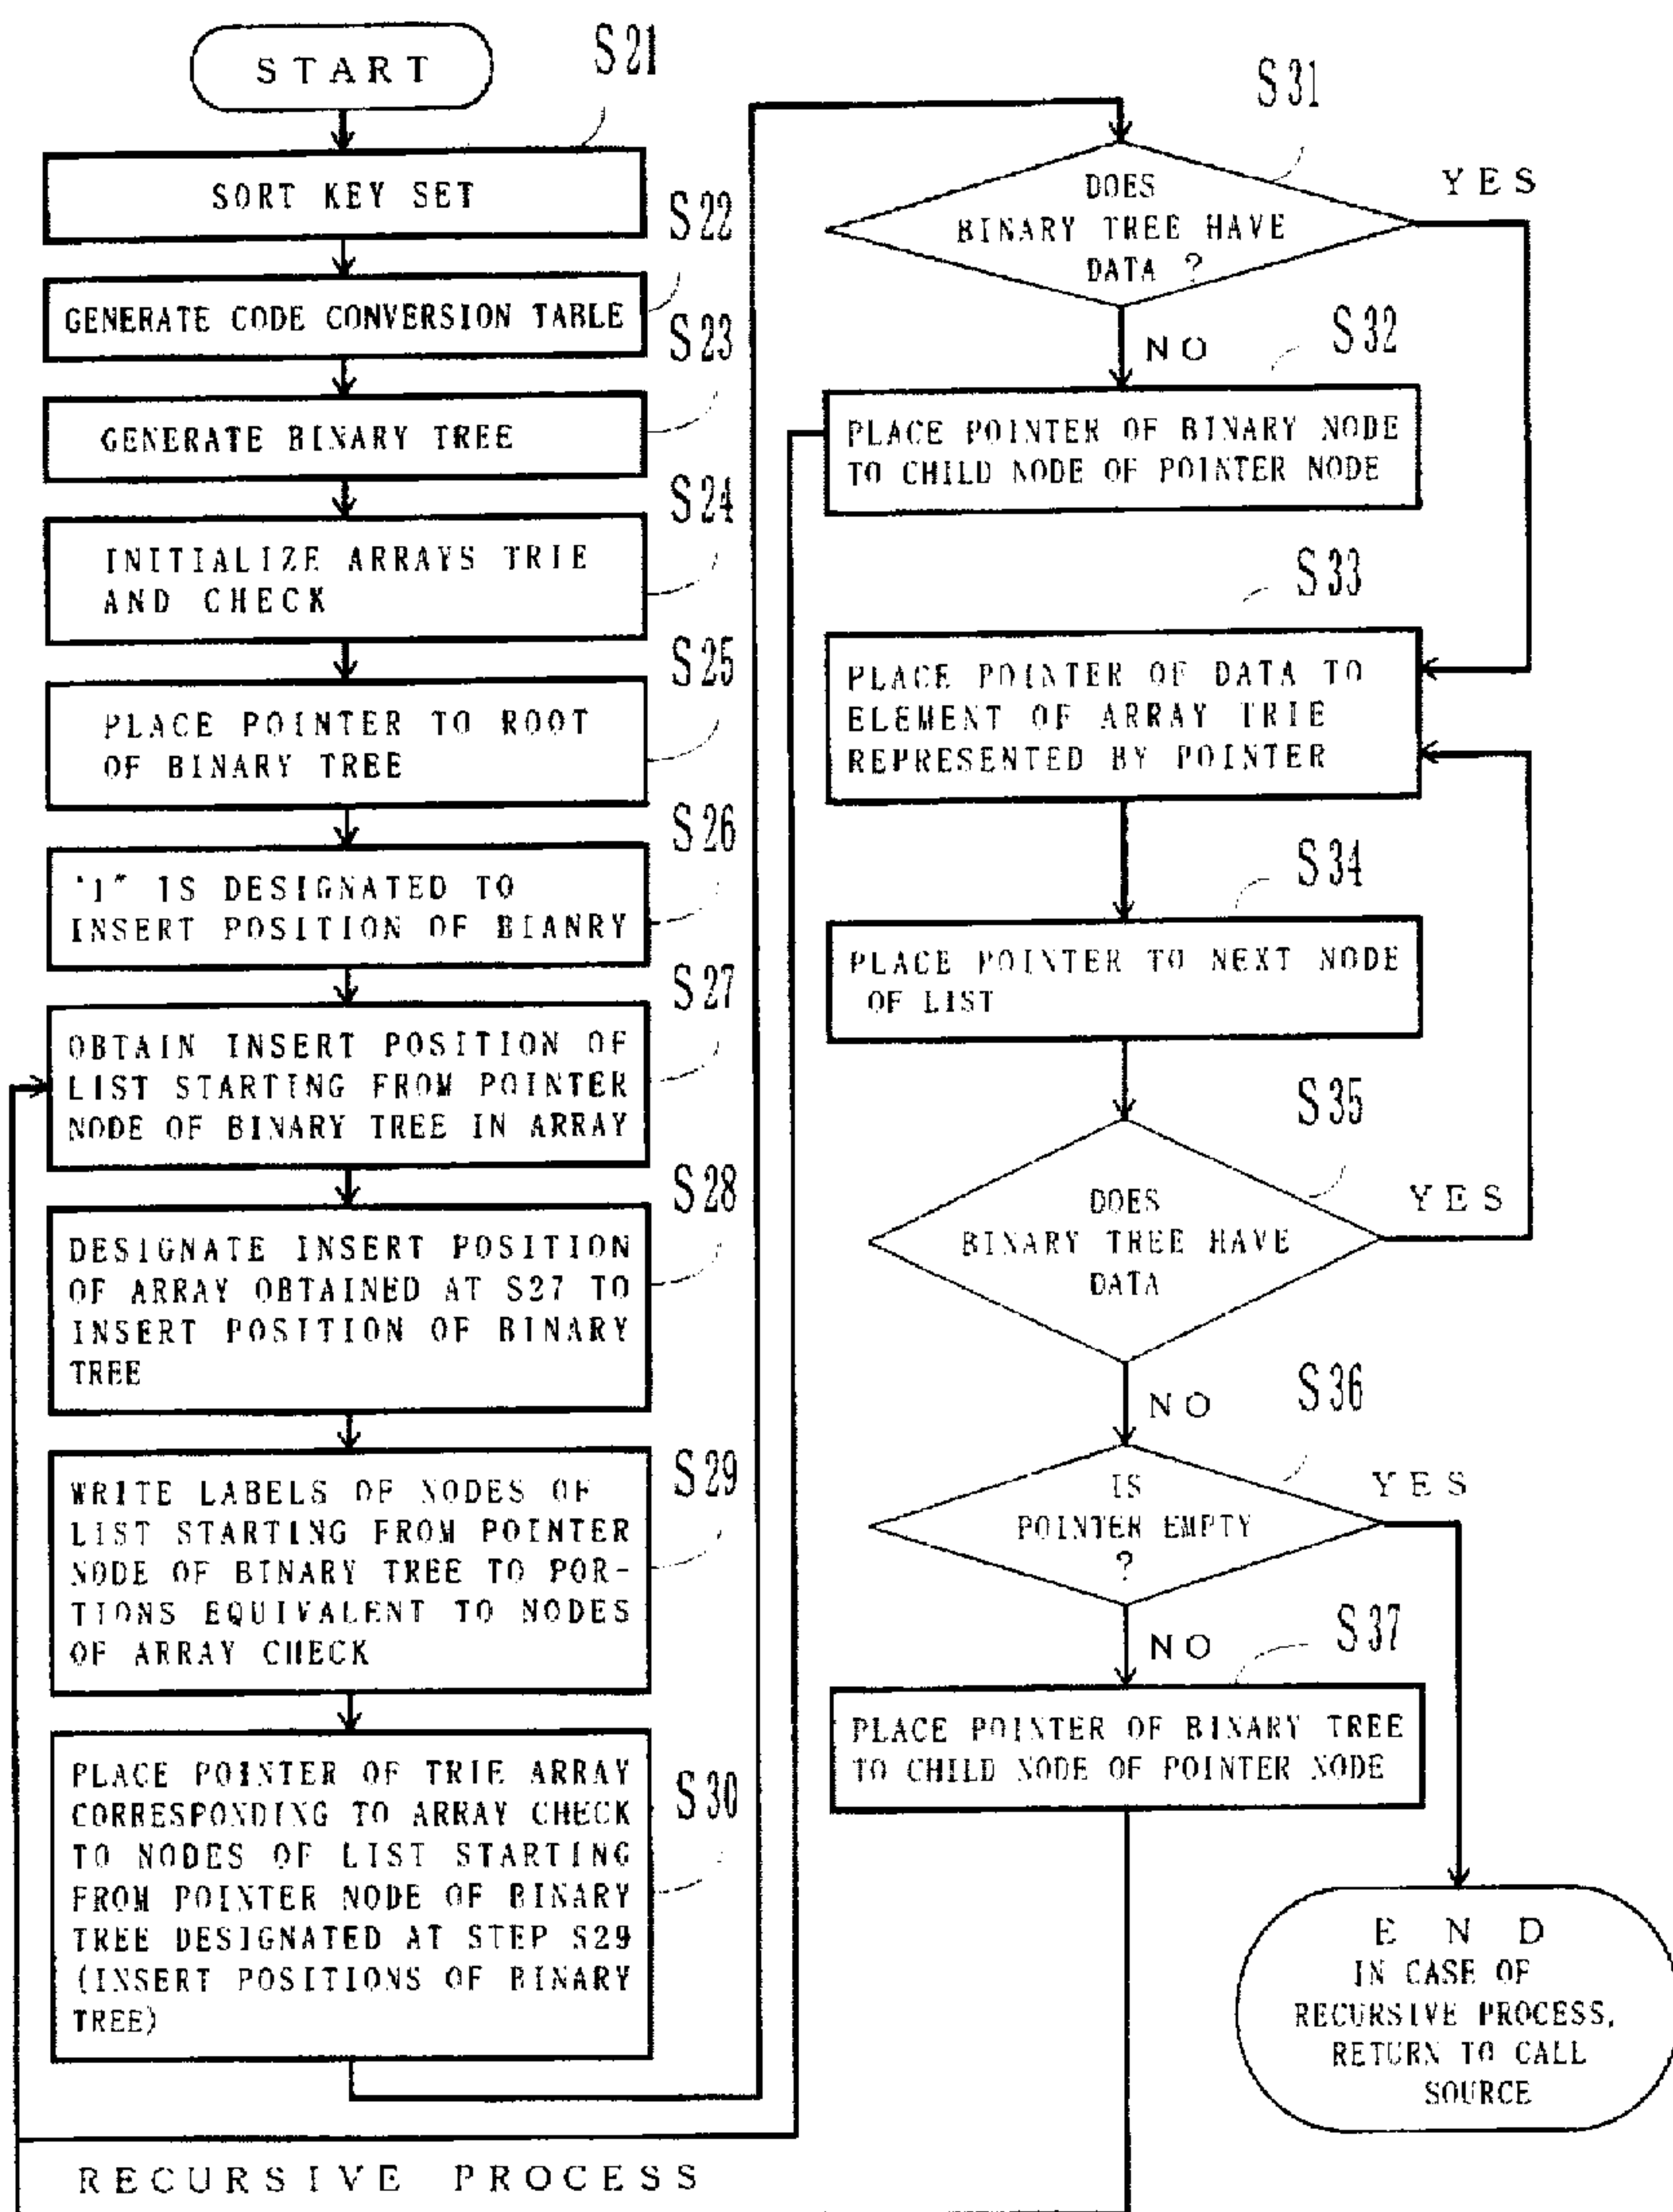 START
S21
SORT KEY SET
S22
GENERATE CODE CONVERSION TABLE
S23
GENERATE BINARY TREE
S24
INITIALIZE ARRAYS TRIE
AND CHECK
S25
PLACE POINTER TO ROOT
OF BINARY TREE
S26
"1" IS DESIGNATED TO
INSERT POSITION OF BIANRY
S27
OBTAIN INSERT POSITION OF
LIST STARTING FROM POINTER
NODE OF BINARY TREE IN ARRAY
S28
DESIGNATE INSERT POSITION
OF ARRAY OBTAINED AT S27 TO
INSERT POSITION OF BINARY
TREE
S29
WRITE LABELS OF NODES OF
LIST STARTING FROM POINTER
NODE OF BINARY TREE TO POR-
TIONS EQUIVALENT TO NODES
OF ARRAY CHECK
S30
PLACE POINTER OF TRIE ARRAY
CORRESPONDING TO ARRAY CHECK
TO NODES OF LIST STARTING
FROM POINTER NODE OF BINARY
TREE DESIGNATED AT STEP S29
(INSERT POSITIONS OF BINARY
TREE)
RECURSIVE PROCESS
S31
DOES
BINARY TREE HAVE
DATA ?
YES
NO
S32
PLACE POINTER OF BINARY NODE
TO CHILD NODE OF POINTER NODE
S33
PLACE POINTER OF DATA TO
ELEMENT OF ARRAY TRIE
REPRESENTED BY POINTER
S34
PLACE POINTER TO NEXT NODE
OF LIST
S35
DOES
BINARY TREE HAVE
DATA
YES
NO
S36
IS
POINTER EMPTY
?
YES
NO
S37
PLACE POINTER OF BINARY TREE
TO CHILD NODE OF POINTER NODE
END
IN CASE OF
RECURSIVE PROCESS,
RETURN TO CALL
SOURCE